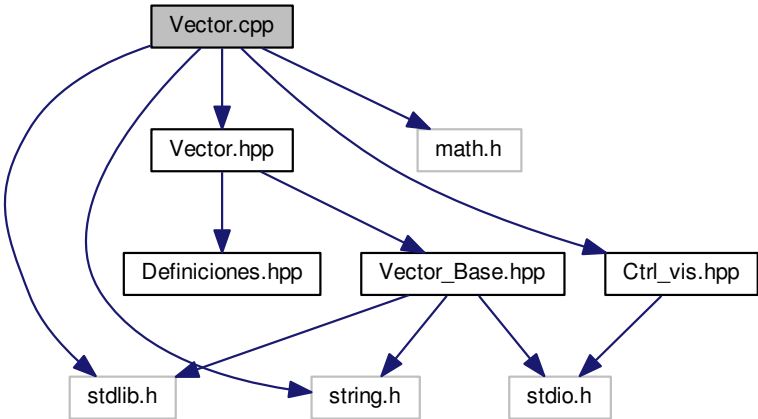 Vector.cpp
Vector.hpp
math.h
Definiciones.hpp
Vector_Base.hpp
Ctrl_vis.hpp
stdlib.h
string.h
stdio.h